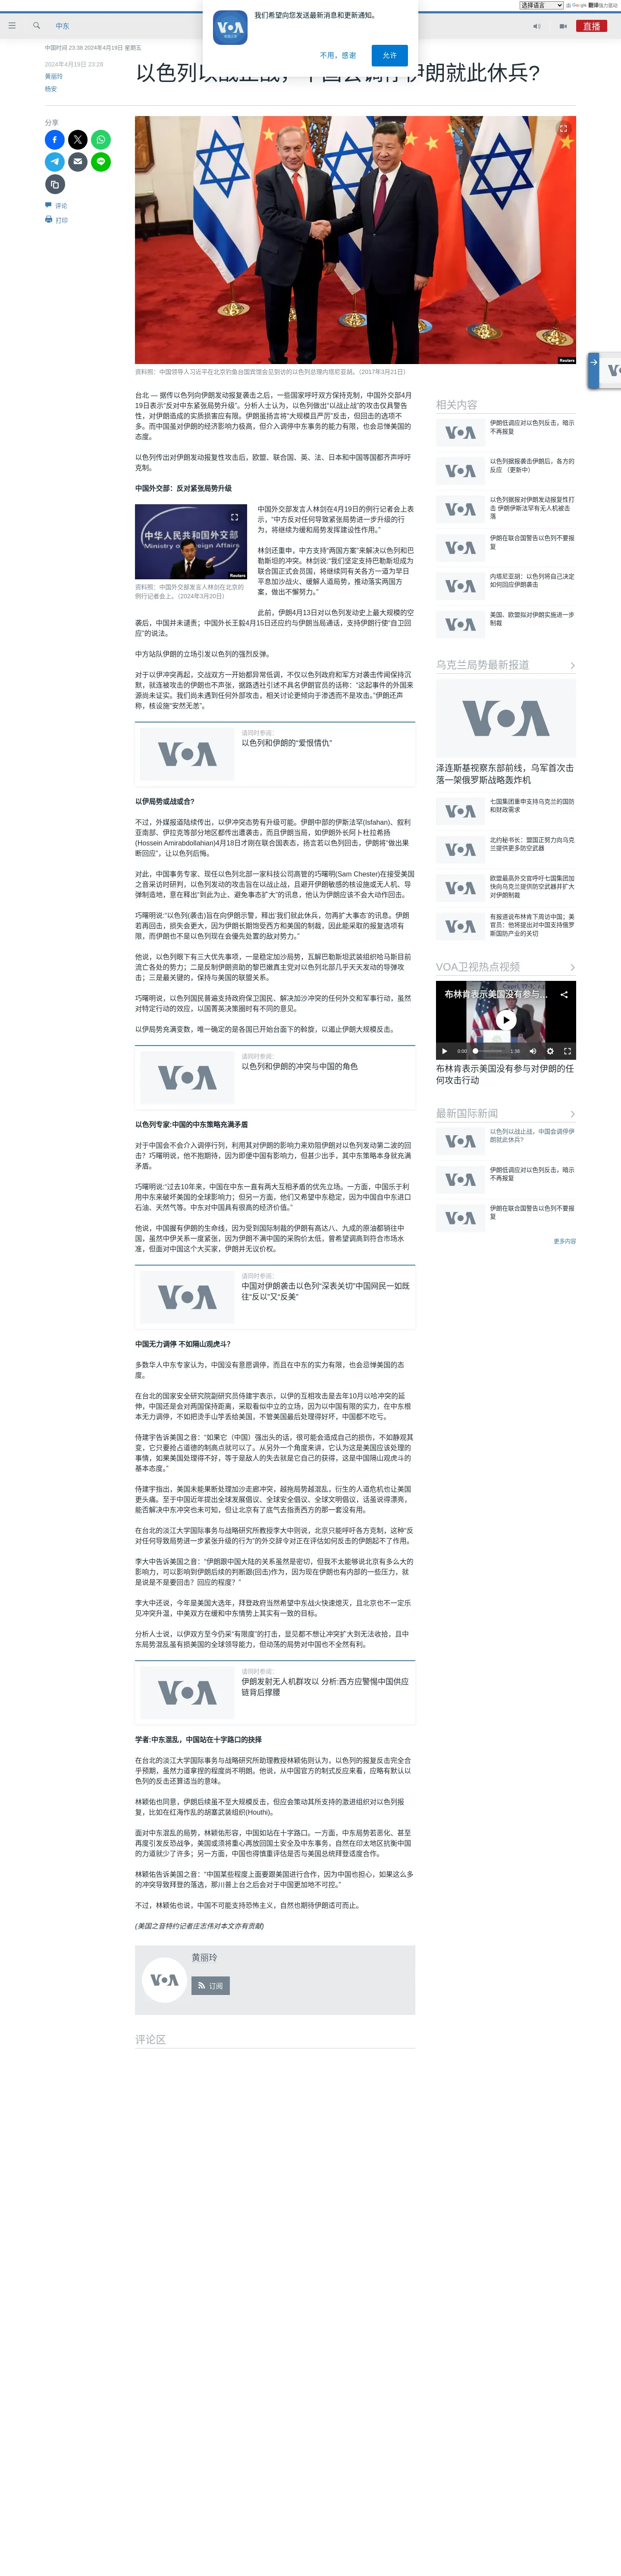 选择语言 由 Google 翻译强力驱动
我们希望向您发送最新消息和更新通知。
不用，感谢
允许
中东
直播
中国时间 23:38 2024年4月19日 星期五
以色列以战止战，中国会调停伊朗就此休兵?
2024年4月19日 23:29
黄丽玲
杨安
分享
评论
打印
Reuters
资料照：中国领导人习近平在北京钓鱼台国宾馆会见到访的以色列总理内塔尼亚胡。(2017年3月21日)
台北 — 据传以色列向伊朗发动报复袭击之后，一些国家呼吁双方保持克制，中国外交部4月
19日表示“反对中东紧张局势升级”。分析人士认为，以色列做出“以战止战”的攻击仅具警告
性，对伊朗造成的实质损害应有限。伊朗虽扬言将“大规模且严厉”反击，但回击的选项不
多。而中国虽对伊朗的经济影响力极高，但介入调停中东事务的能力有限，也会忌惮美国的
态度。
以色列传出对伊朗发动报复性攻击后，欧盟、联合国、英、法、日本和中国等国都齐声呼吁
克制。
中国外交部：反对紧张局势升级
Reuters
资料照：中国外交部发言人林剑在北京的
例行记者会上。（2024年3月20日）
中国外交部发言人林剑在4月19日的例行记者会上表
示，“中方反对任何导致紧张局势进一步升级的行
为，将继续为缓和局势发挥建设性作用。”
林剑还重申，中方支持“两国方案”来解决以色列和巴
勒斯坦的冲突。林剑说:“我们坚定支持巴勒斯坦成为
联合国正式会员国，将继续同有关各方一道为早日
平息加沙战火、缓解人道局势，推动落实两国方
案，做出不懈努力。”
此前，伊朗4月13日对以色列发动史上最大规模的空
袭后，中国并未谴责；中国外长王毅4月15日还应约与伊朗当局通话，支持伊朗行使“自卫回
应”的说法。
中方站队伊朗的立场引发以色列的强烈反弹。
对于以伊冲突再起，交战双方一开始都异常低调，不仅以色列政府和军方对袭击传闻保持沉
默，就连被攻击的伊朗也不声张，据路透社引述不具名伊朗官员的话称：“这起事件的外国来
源尚未证实。我们尚未遇到任何外部攻击，相关讨论更倾向于渗透而不是攻击。”伊朗还声
称，核设施“安然无恙”。
VOA
请同时参阅：
以色列和伊朗的“爱恨情仇”
以伊局势或战或合?
不过，外媒报道陆续传出，以伊冲突态势有升级可能。伊朗中部的伊斯法罕(Isfahan)、叙利
亚南部、伊拉克等部分地区都传出遭袭击，而且伊朗当局，如伊朗外长阿卜杜拉希扬
(Hossein Amirabdollahian)4月18日才刚在联合国表态，扬言若以色列回击，伊朗将“做出果
断回应”，让以色列后悔。
对此，中国事务专家、现任以色列北部一家科技公司高管的巧曜明(Sam Chester)在接受美国
之音采访时研判，以色列发动的攻击旨在以战止战，且避开伊朗敏感的核设施或无人机、导
弹制造地，意在释出“到此为止、避免事态扩大”的讯息，他认为伊朗应该不会大动作回击。
巧曜明说:“以色列(袭击)旨在向伊朗示警，释出‘我们就此休兵，勿再扩大事态’的讯息。伊朗
若再回击，损失会更大，因为伊朗长期饱受西方和美国的制裁，因此能采取的报复选项有
限，而伊朗也不是以色列现在会优先处置的敌对势力。”
他说，以色列眼下有三大优先事项，一是稳定加沙局势，瓦解巴勒斯坦武装组织哈马斯目前
流亡各处的势力；二是反制伊朗资助的黎巴嫩真主党对以色列北部几乎天天发动的导弹攻
击；三是最关键的，保持与美国的联盟关系。
巧曜明说，以色列国民普遍支持政府保卫国民、解决加沙冲突的任何外交和军事行动，虽然
对特定行动的效应，以国菁英决策圈时有不同的意见。
以伊局势充满变数，唯一确定的是各国已开始台面下的斡旋，以遏止伊朗大规模反击。
VOA
请同时参阅：
以色列和伊朗的冲突与中国的角色
以色列专家:中国的中东策略充满矛盾
对于中国会不会介入调停行列，利用其对伊朗的影响力来劝阻伊朗对以色列发动第二波的回
击？巧曜明说，他不抱期待，因为即便中国有影响力，但甚少出手，其中东策略本身就充满
矛盾。
巧曜明说:“过去10年来，中国在中东一直有两大互相矛盾的优先立场。一方面，中国乐于利
用中东来破坏美国的全球影响力；但另一方面，他们又希望中东稳定，因为中国自中东进口
石油、天然气等。中东对中国具有很高的经济价值。”
他说，中国握有伊朗的生命线，因为受到国际制裁的伊朗有高达八、九成的原油都销往中
国，虽然中伊关系一度紧张，因为伊朗不满中国的采购价太低，曾希望调高到符合市场水
准，但面对中国这个大买家，伊朗并无议价权。
VOA
请同时参阅：
中国对伊朗袭击以色列“深表关切”中国网民一如既
往“反以”又“反美”
中国无力调停 不如隔山观虎斗?
多数华人中东专家认为，中国没有意愿调停，而且在中东的实力有限，也会忌惮美国的态
度。
在台北的国家安全研究院副研究员侍建宇表示，以伊的互相攻击是去年10月以哈冲突的延
伸，中国还是会对两国保持距离，采取看似中立的立场，因为以中国有限的实力，在中东根
本无力调停，不如把烫手山芋丢给美国，不管美国最后处理得好坏，中国都不吃亏。
侍建宇告诉美国之音：“如果它（中国）强出头的话，很可能会造成自己的损伤，不如静观其
变，它只要抢占道德的制高点就可以了。从另外一个角度来讲，它认为这是美国应该处理的
事情，如果美国处理得不好，等于是敌人的失去就是它自己的获得，这是中国隔山观虎斗的
基本态度。”
侍建宇指出，美国未能果断处理加沙走廊冲突，越拖局势越混乱，衍生的人道危机也让美国
更头痛。至于中国近年提出全球发展倡议、全球安全倡议、全球文明倡议，话虽说得漂亮，
能否解决中东冲突也未可知，但让北京有了底气去指责西方的那一套没有用。
在台北的淡江大学国际事务与战略研究所教授李大中则说，北京只能呼吁各方克制，这种“反
对任何导致局势进一步紧张升级的行为”的外交辞令对正在评估如何反击的伊朗起不了作用。
李大中告诉美国之音：“伊朗跟中国大陆的关系虽然是密切，但我不太能够说北京有多么大的
影响力，可以影响到伊朗后续的判断跟(回击)作为，因为现在伊朗也有内部的一些压力，就
是说是不是要回击？回应的程度？”
李大中还说，今年是美国大选年，拜登政府当然希望中东战火快速熄灭，且北京也不一定乐
见冲突升温，中美双方在缓和中东情势上其实有一致的目标。
分析人士说，以伊双方至今仍采“有限度”的打击，显见都不想让冲突扩大到无法收拾，且中
东局势混乱虽有损美国的全球领导能力，但动荡的局势对中国也不全然有利。
VOA
请同时参阅：
伊朗发射无人机群攻以 分析:西方应警惕中国供应
链背后撑腰
学者:中东混乱，中国站在十字路口的抉择
在台北的淡江大学国际事务与战略研究所助理教授林颖佑则认为，以色列的报复反击完全合
乎预期，虽然力道拿捏的程度尚不明朗。他说，从中国官方的制式反应来看，应略有默认以
色列的反击还算适当的意味。
林颖佑也同意，伊朗后续虽不至大规模反击，但应会策动其所支持的激进组织对以色列报
复，比如在红海作乱的胡塞武装组织(Houthi)。
面对中东混乱的局势，林颖佑形容，中国如站在十字路口。一方面，中东局势若恶化、甚至
再度引发反恐战争，美国或须将重心再放回国土安全及中东事务，自然在印太地区抗衡中国
的力道就少了许多；另一方面，中国也得慎重评估是否与美国总统拜登适度合作。
林颖佑告诉美国之音：“中国某些程度上面要跟美国进行合作，因为中国也担心，如果这么多
的冲突导致拜登的落选，那川普上台之后会对于中国更加地不可控。”
不过，林颖佑也说，中国不可能支持恐怖主义，自然也期待伊朗适可而止。
(美国之音特约记者庄志伟对本文亦有贡献)
VOA
黄丽玲
订阅
评论区
相关内容
伊朗低调应对以色列反击，暗示
不再报复
以色列据报袭击伊朗后，各方的
反应 （更新中）
以色列据报对伊朗发动报复性打
击 伊朗伊斯法罕有无人机被击
落
伊朗在联合国警告以色列不要报
复
内塔尼亚胡：以色列将自己决定
如何回应伊朗袭击
美国、欧盟拟对伊朗实施进一步
制裁
乌克兰局势最新报道
泽连斯基视察东部前线，乌军首次击
落一架俄罗斯战略轰炸机
七国集团重申支持乌克兰的国防
和财政需求
北约秘书长：盟国正努力向乌克
兰提供更多防空武器
欧盟最高外交官呼吁七国集团加
快向乌克兰提供防空武器并扩大
对伊朗制裁
有报道说布林肯下周访中国；美
官员：他将提出对中国支持俄罗
斯国防产业的关切
VOA卫视热点视频
布林肯表示美国没有参与...
0:00 1:38
布林肯表示美国没有参与对伊朗的任
何攻击行动
最新国际新闻
以色列以战止战，中国会调停伊
朗就此休兵?
伊朗低调应对以色列反击，暗示
不再报复
伊朗在联合国警告以色列不要报
复
更多内容